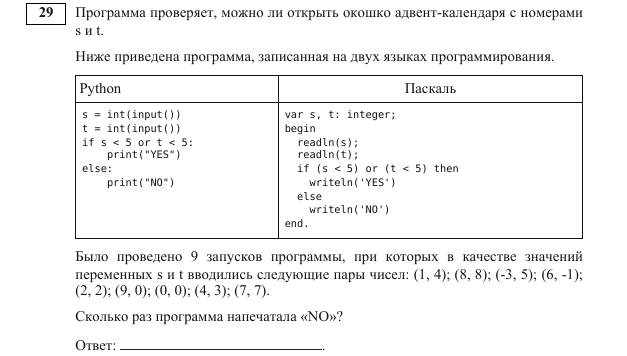 29
Программа проверяет, можно ли открыть окошко адвент-календаря с номерами
s и t.
Ниже приведена программа, записанная на двух языках программирования.
Python
Паскаль
s = int(input())
t = int(input())
if s < 5 or t < 5:
    print("YES")
else:
    print("NO")
var s, t: integer;
begin
  readln(s);
  readln(t);
  if (s < 5) or (t < 5) then
    writeln('YES')
  else
    writeln('NO')
end.
Было проведено 9 запусков программы, при которых в качестве значений
переменных s и t вводились следующие пары чисел: (1, 4); (8, 8); (-3, 5); (6, -1);
(2, 2); (9, 0); (0, 0); (4, 3); (7, 7).
Сколько раз программа напечатала «NO»?
Ответ: ______________________________.